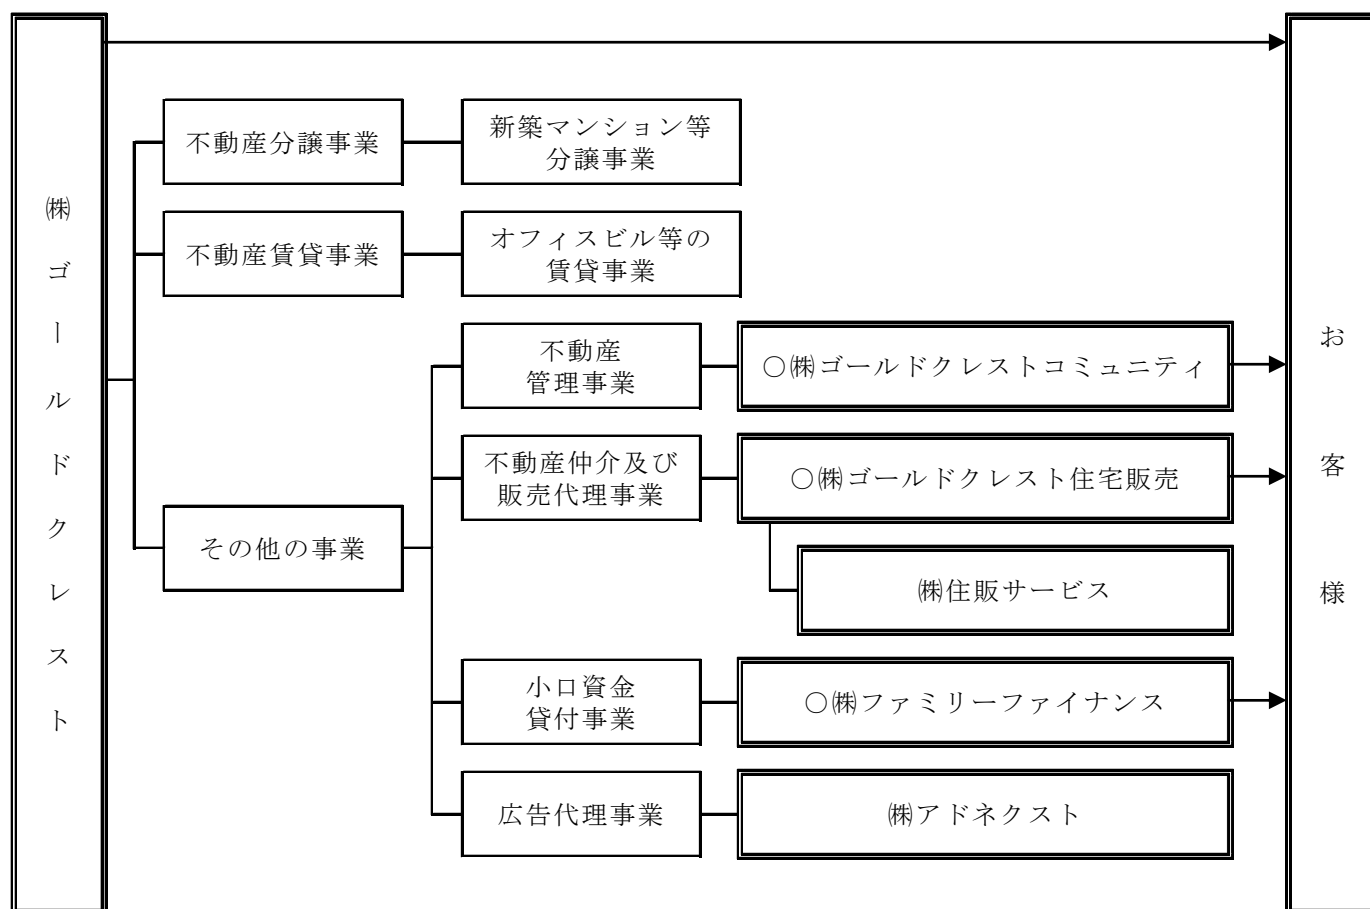 ㈱ゴールドクレスト
不動産分譲事業
新築マンション等
分譲事業
不動産賃貸事業
オフィスビル等の
賃貸事業
その他の事業
不動産
管理事業
○㈱ゴールドクレストコミュニティ
不動産仲介及び
販売代理事業
○㈱ゴールドクレスト住宅販売
㈱住販サービス
小口資金
貸付事業
○㈱ファミリーファイナンス
広告代理事業
㈱アドネクスト
お客様